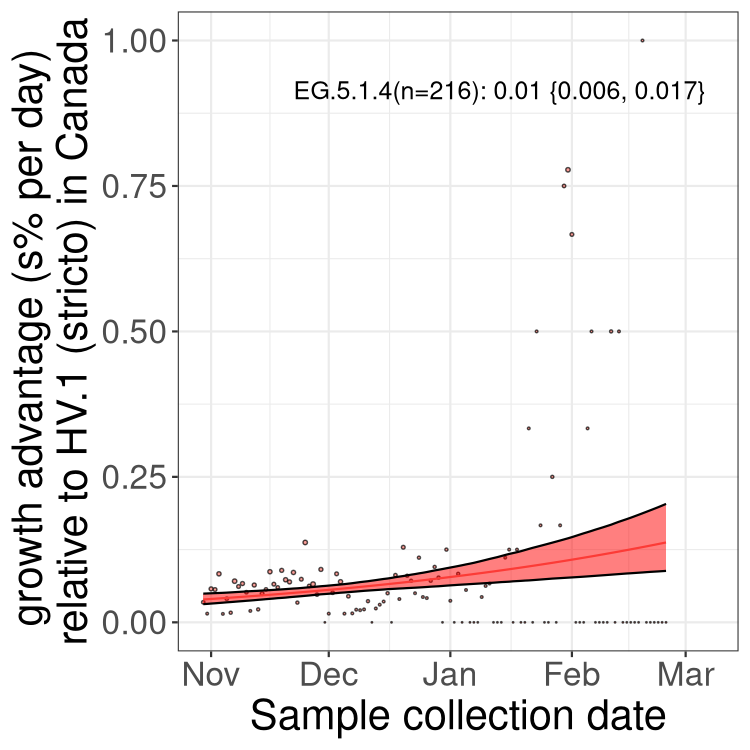 growth advantage (s% per day)
relative to HV.1 (stricto) in Canada
1.00
0.75
0.50
0.25
0.00
EG.5.1.4(n=216): 0.01 {0.006, 0.017}
Nov Dec Jan Feb Mar
Sample collection date